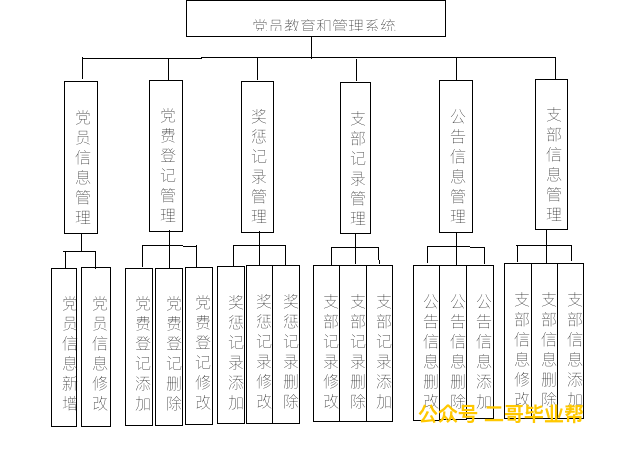 党员教育和管理系统
党员信息管理
党费登记管理
奖惩记录管理
支部记录管理
公告信息管理
支部信息管理
党员信息新增
党员信息修改
党费登记添加
党费登记删除
党费登记修改
奖惩记录添加
奖惩记录修改
奖惩记录删除
支部记录修改
支部记录删除
支部记录添加
公告信息删改
公告信息删除
公告信息添加
支部信息修改
支部信息删除
支部信息添加
公众号 二哥毕业帮